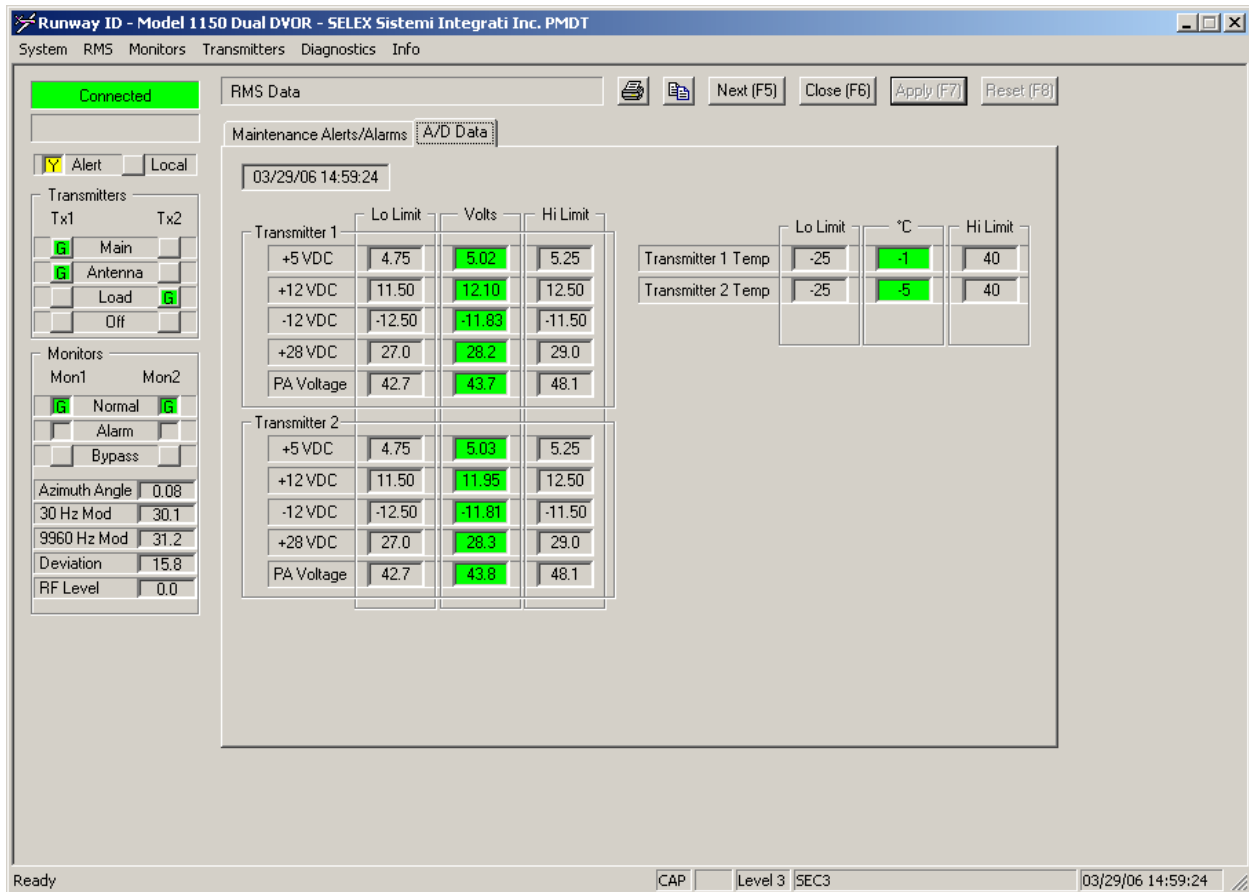 Runway ID - Model 1150 Dual DVOR - SELEX Sistemi Integrati Inc. PMDT
System RMS Monitors Transmitters Diagnostics Info
Connected
RMS Data
Next (F5) Close (F6) Apply (F7) Reset (F8)
Maintenance Alerts/Alarms A/D Data
Y Alert Local
03/29/06 14:59:24
Transmitters
Tx1 Tx2
G Main
G Antenna
Load G
Off
Monitors
Mon1 Mon2
G Normal G
Alarm
Bypass
Azimuth Angle 0.08
30 Hz Mod 30.1
9960 Hz Mod 31.2
Deviation 15.8
RF Level 0.0
Lo Limit Volts Hi Limit
Transmitter 1
+5 VDC 4.75 5.02 5.25
+12 VDC 11.50 12.10 12.50
-12 VDC -12.50 -11.83 -11.50
+28 VDC 27.0 28.2 29.0
PA Voltage 42.7 43.7 48.1
Transmitter 2
+5 VDC 4.75 5.03 5.25
+12 VDC 11.50 11.95 12.50
-12 VDC -12.50 -11.81 -11.50
+28 VDC 27.0 28.3 29.0
PA Voltage 42.7 43.8 48.1
Lo Limit °C Hi Limit
Transmitter 1 Temp -25 -1 40
Transmitter 2 Temp -25 -5 40
Ready CAP Level 3 SEC3 03/29/06 14:59:24